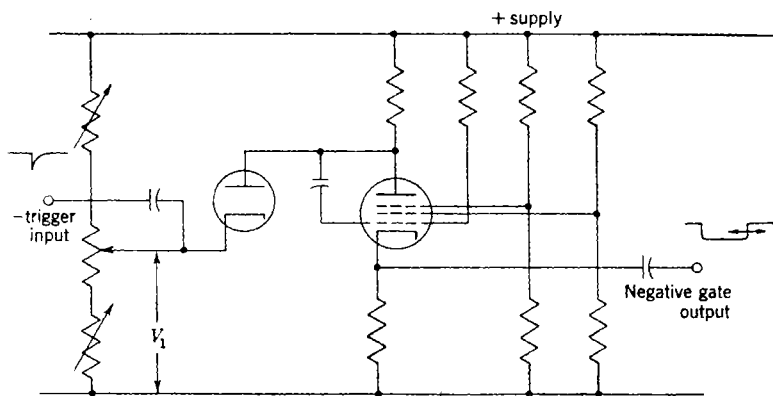 + supply
-trigger
input
V1
Negative gate
output